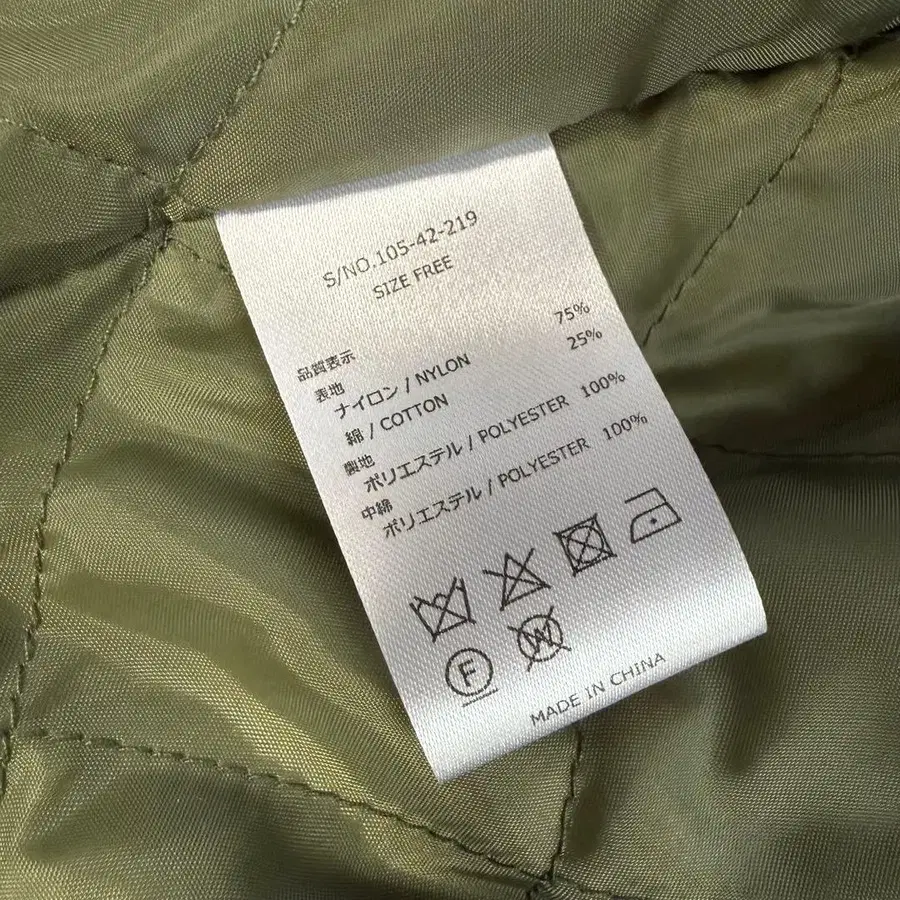 S/NO.105-42-219
SIZE FREE
品質表示
表地
ナイロン / NYLON 75%
綿 / COTTON 25%
製地
ポリエステル / POLYESTER 100%
中綿
ポリエステル / POLYESTER 100%
F
W
MADE IN CHINA